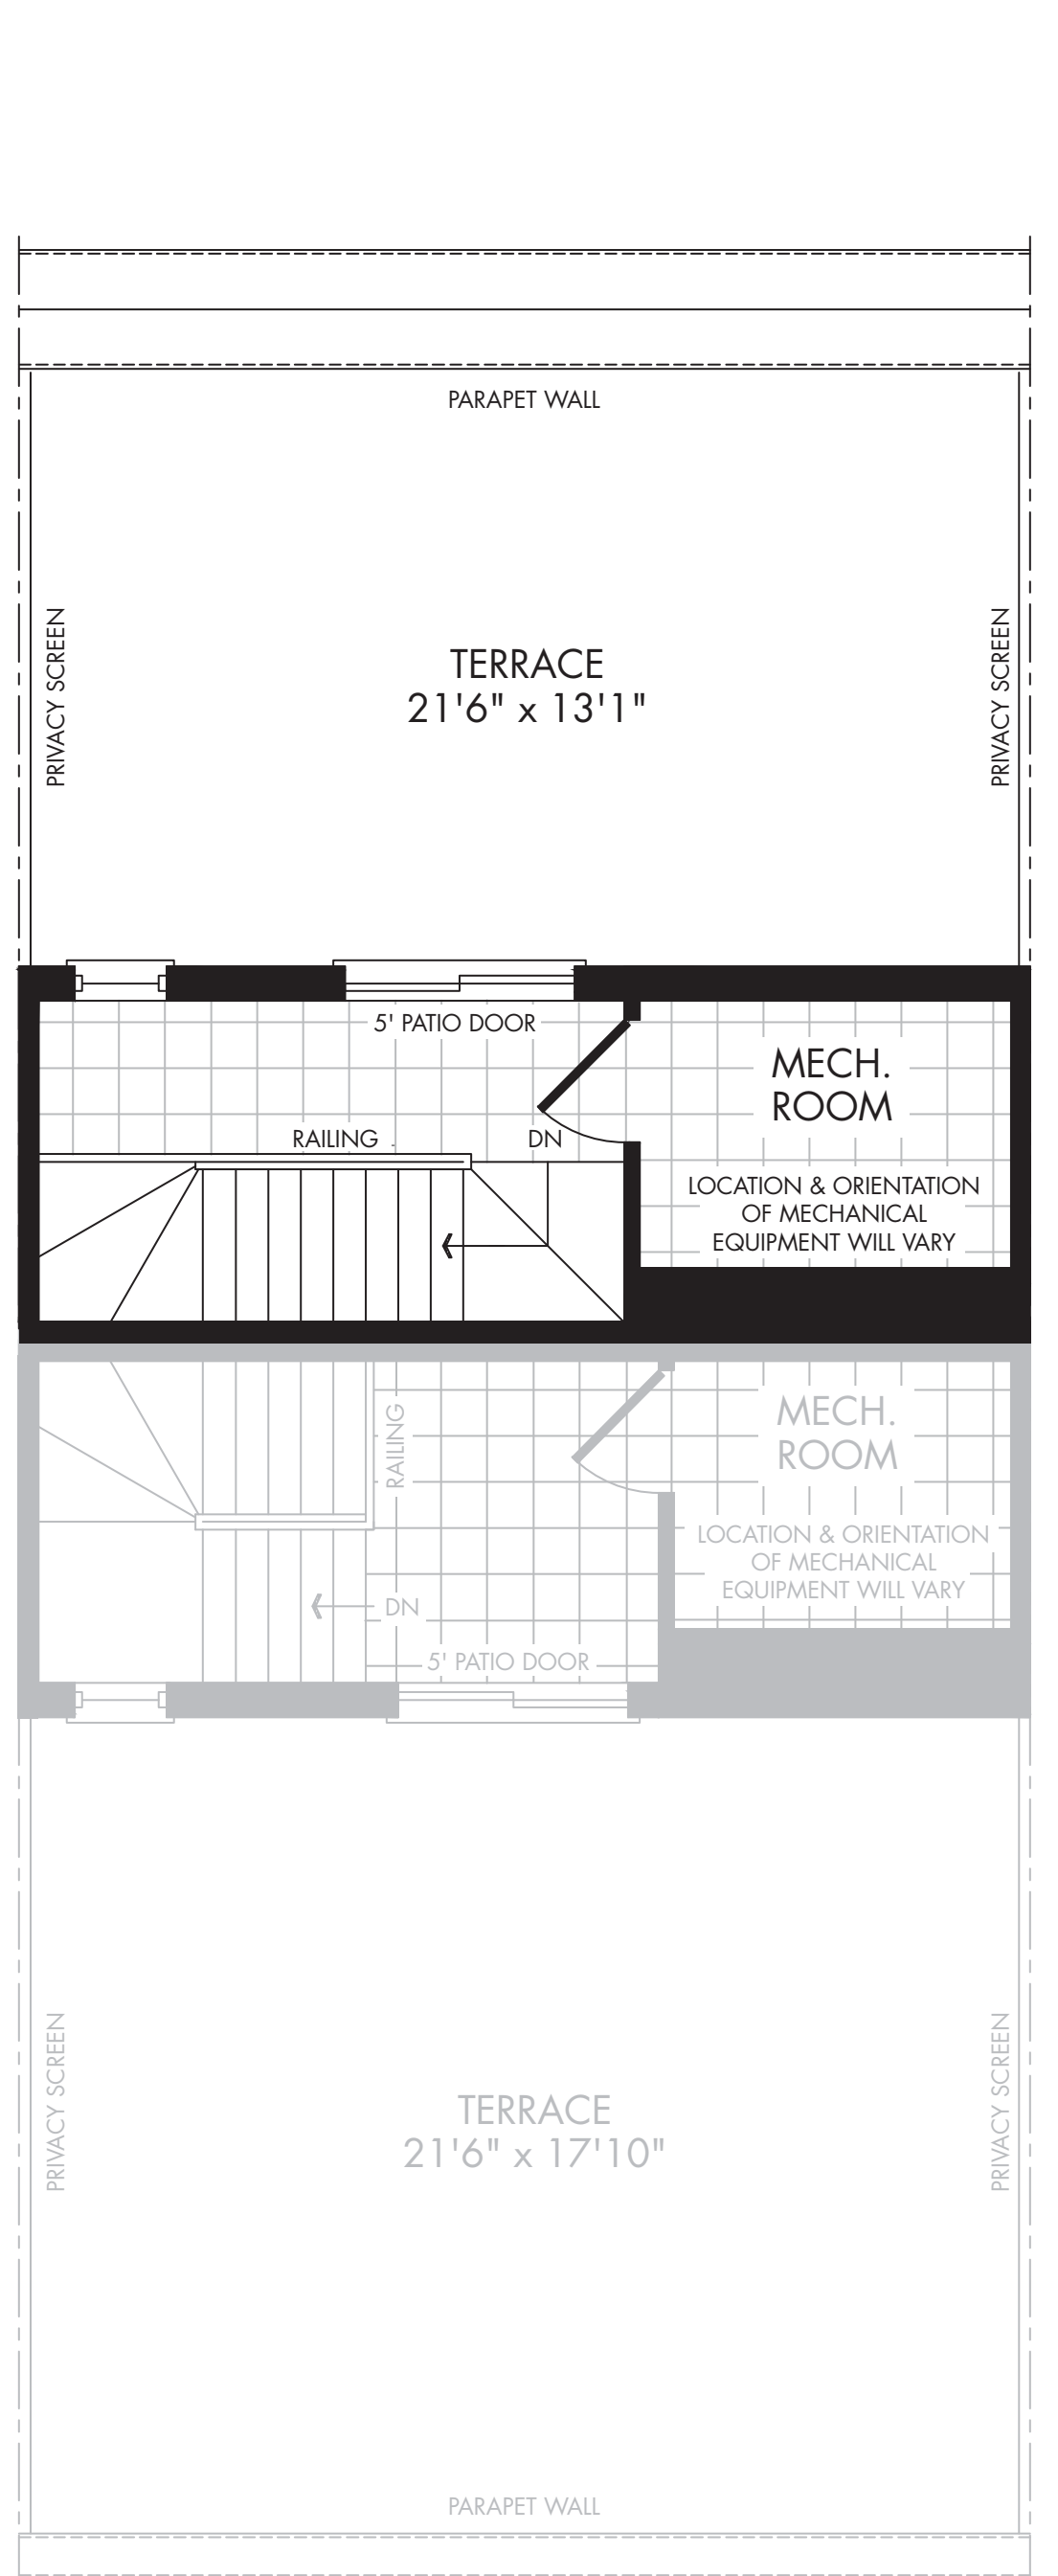 PARAPET WALL
PRIVACY SCREEN
PRIVACY SCREEN
TERRACE
21'6" x 13'1"
5' PATIO DOOR
MECH.
ROOM
RAILING
DN
LOCATION & ORIENTATION
OF MECHANICAL
EQUIPMENT WILL VARY
RAILING
MECH.
ROOM
LOCATION & ORIENTATION
OF MECHANICAL
EQUIPMENT WILL VARY
DN
5' PATIO DOOR
PRIVACY SCREEN
PRIVACY SCREEN
TERRACE
21'6" x 17'10"
PARAPET WALL